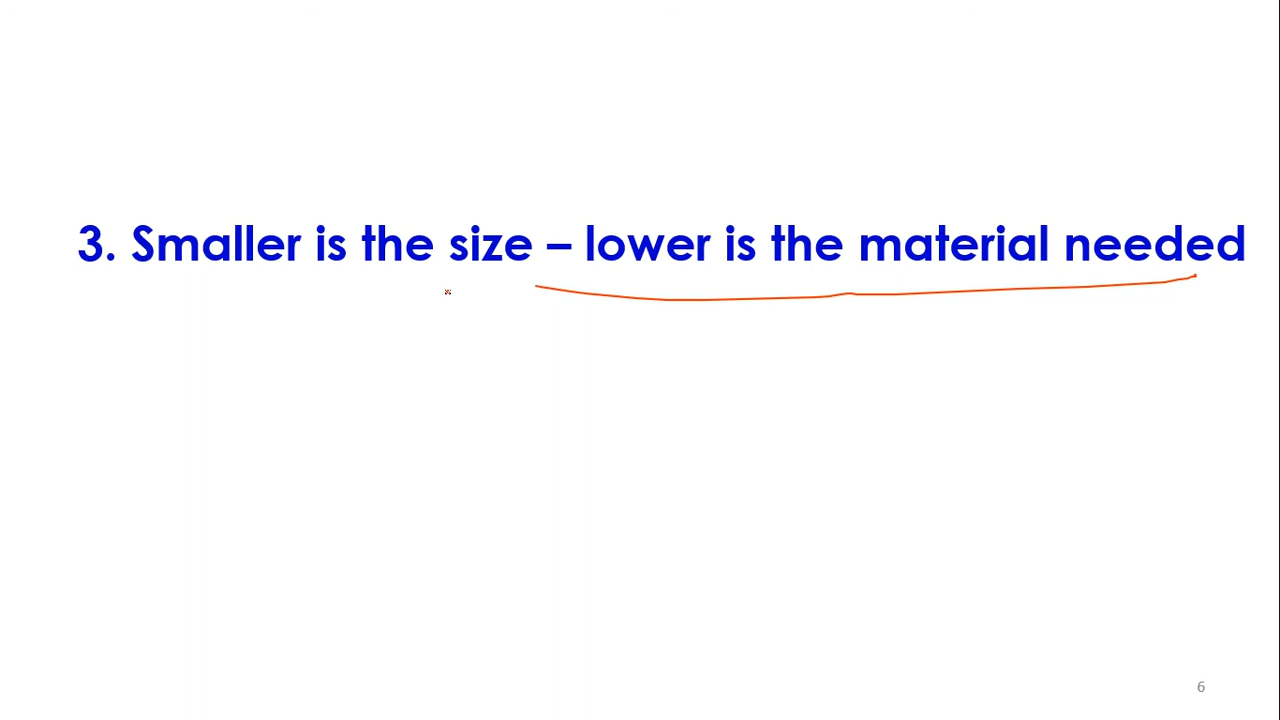 3. Smaller is the size – lower is the material needed
6